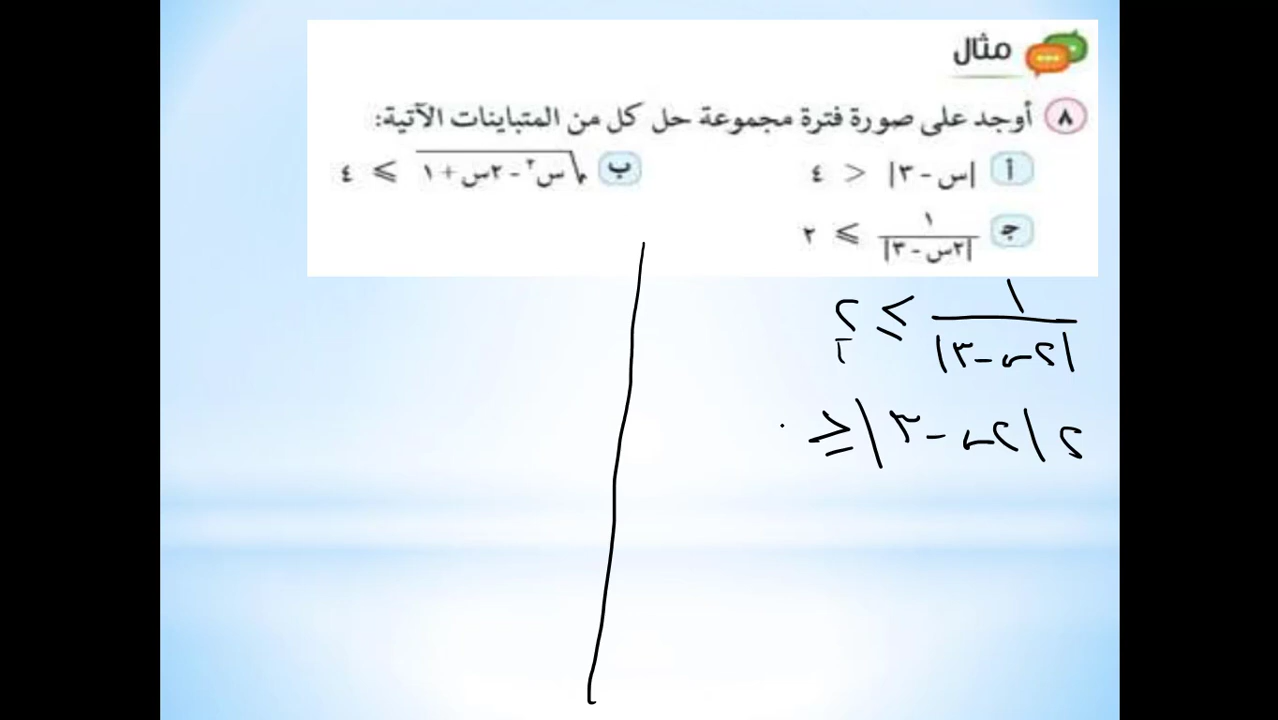 مثال
٨ أوجد على صورة فترة مجموعة حل كل من المتباينات الآتية:
أ |س - ٣| < ٤
ب √(س٢ - ٢س + ١) ≥ ٤
ج ١/|٢س - ٣| ≥ ٢
١/|٢س - ٣| ≥ ٢/١
٢|٢س - ٣| ≤